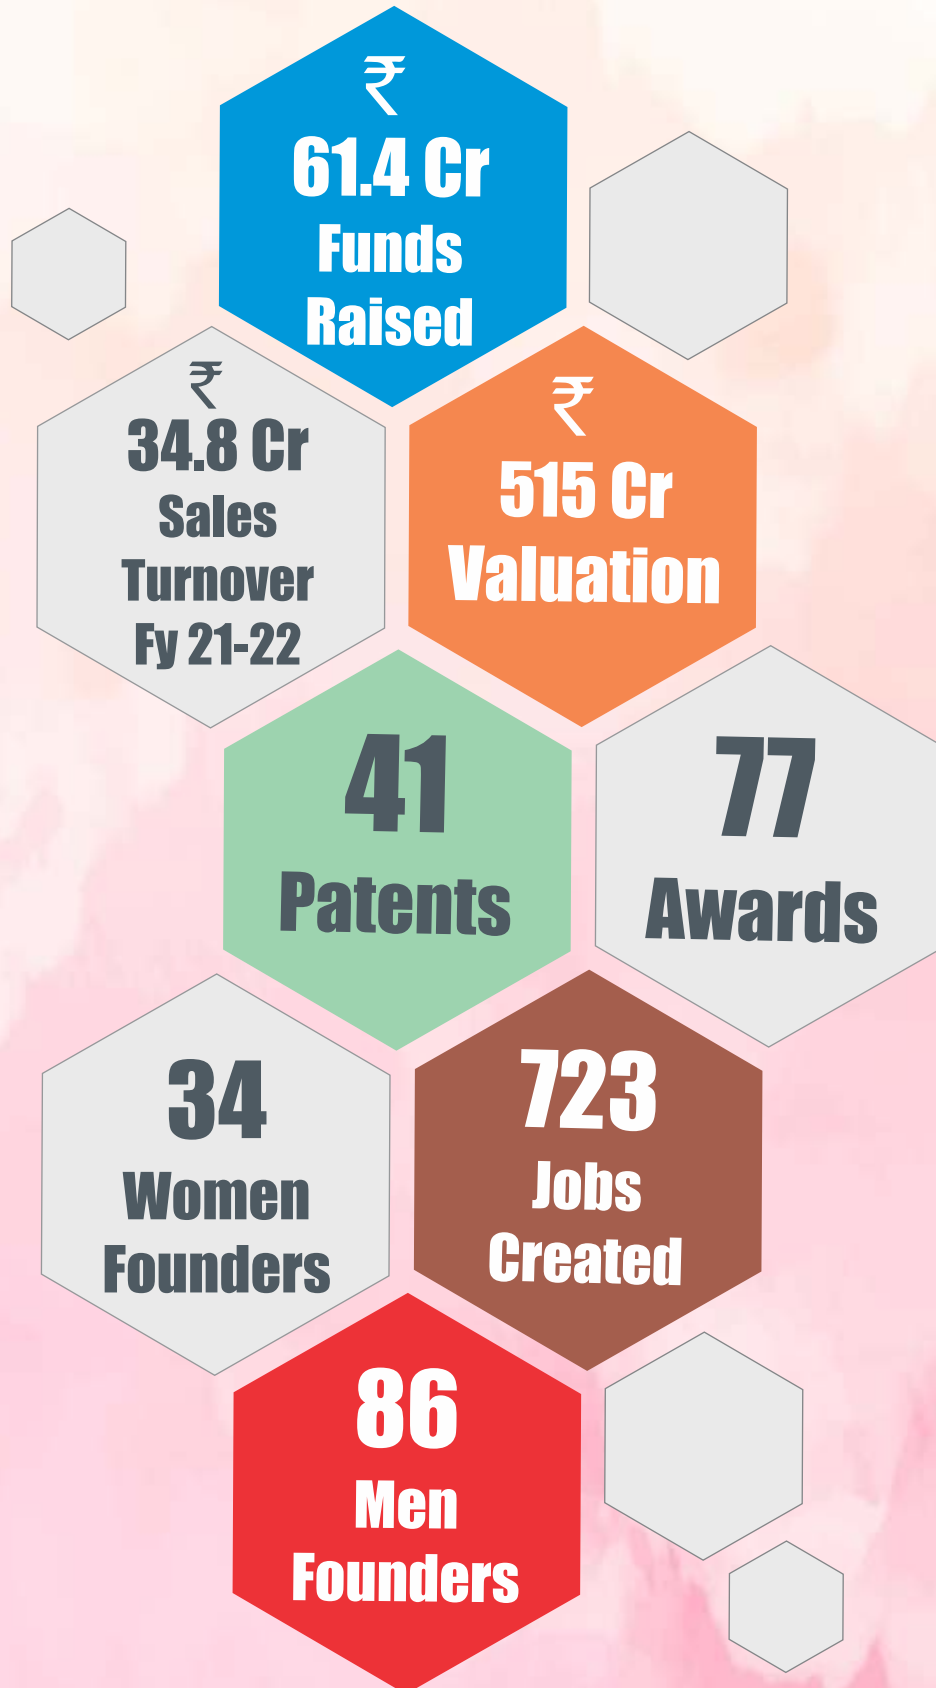 ₹
61.4 Cr
Funds
Raised
₹
34.8 Cr
Sales
Turnover
Fy 21-22
₹
515 Cr
Valuation
41
Patents
77
Awards
34
Women
Founders
723
Jobs
Created
86
Men
Founders